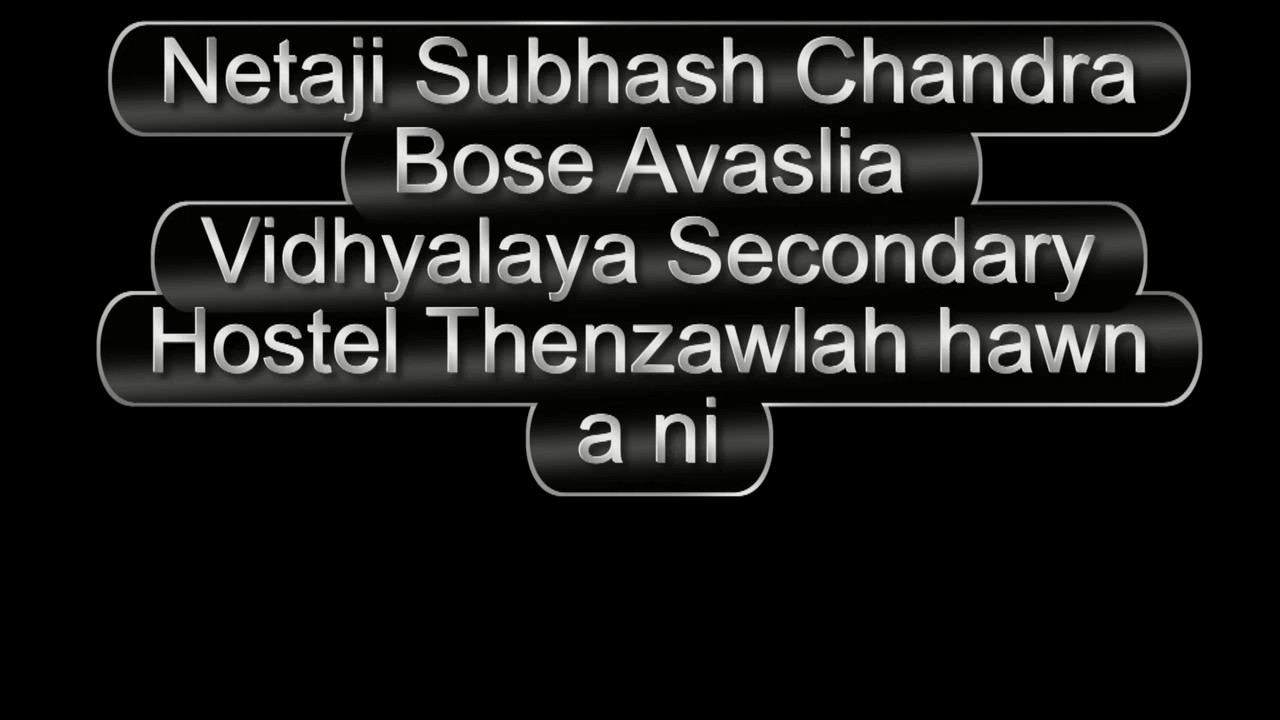 Netaji Subhash Chandra
Bose Avaslia
Vidhyalaya Secondary
Hostel Thenzawlah hawn
a ni